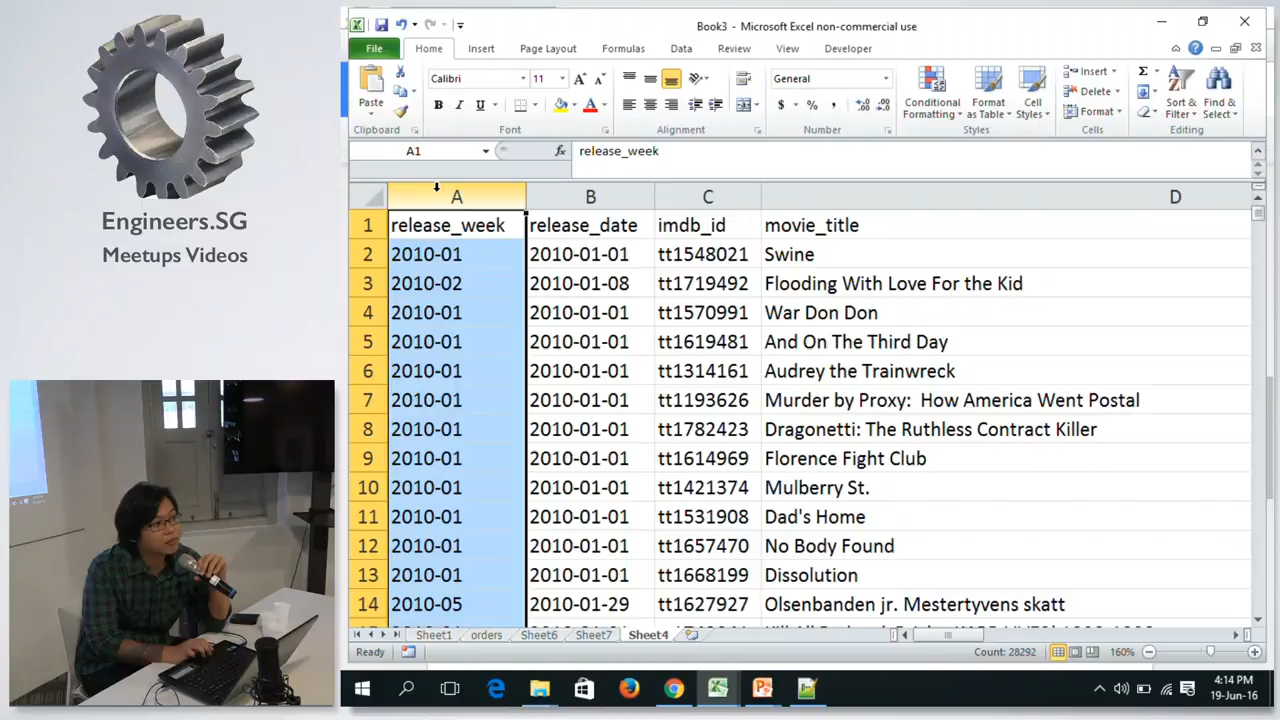 Engineers.SG
Meetups Videos
Book3 - Microsoft Excel non-commercial use
File Home Insert Page Layout Formulas Data Review View Developer
Paste
Clipboard
Calibri 11
B I U
Font
Alignment
General
$ % ,
Number
Conditional Formatting
Format as Table
Cell Styles
Styles
Insert
Delete
Format
Cells
Sort & Filter
Find & Select
Editing
A1 fx release_week
A B C D
1 release_week release_date imdb_id movie_title
2 2010-01 2010-01-01 tt1548021 Swine
3 2010-02 2010-01-08 tt1719492 Flooding With Love For the Kid
4 2010-01 2010-01-01 tt1570991 War Don Don
5 2010-01 2010-01-01 tt1619481 And On The Third Day
6 2010-01 2010-01-01 tt1314161 Audrey the Trainwreck
7 2010-01 2010-01-01 tt1193626 Murder by Proxy: How America Went Postal
8 2010-01 2010-01-01 tt1782423 Dragonetti: The Ruthless Contract Killer
9 2010-01 2010-01-01 tt1614969 Florence Fight Club
10 2010-01 2010-01-01 tt1421374 Mulberry St.
11 2010-01 2010-01-01 tt1531908 Dad's Home
12 2010-01 2010-01-01 tt1657470 No Body Found
13 2010-01 2010-01-01 tt1668199 Dissolution
14 2010-05 2010-01-29 tt1627927 Olsenbanden jr. Mestertyvens skatt
Sheet1 orders Sheet6 Sheet7 Sheet4
Ready Count: 28292 160%
4:14 PM
19-Jun-16